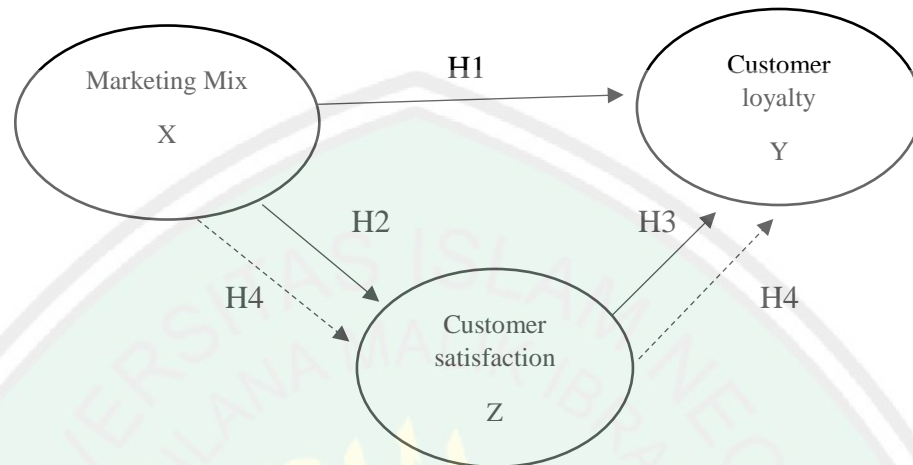 Marketing Mix
X
H1
Customer
loyalty
Y
H2
H3
H4
H4
Customer
satisfaction
Z